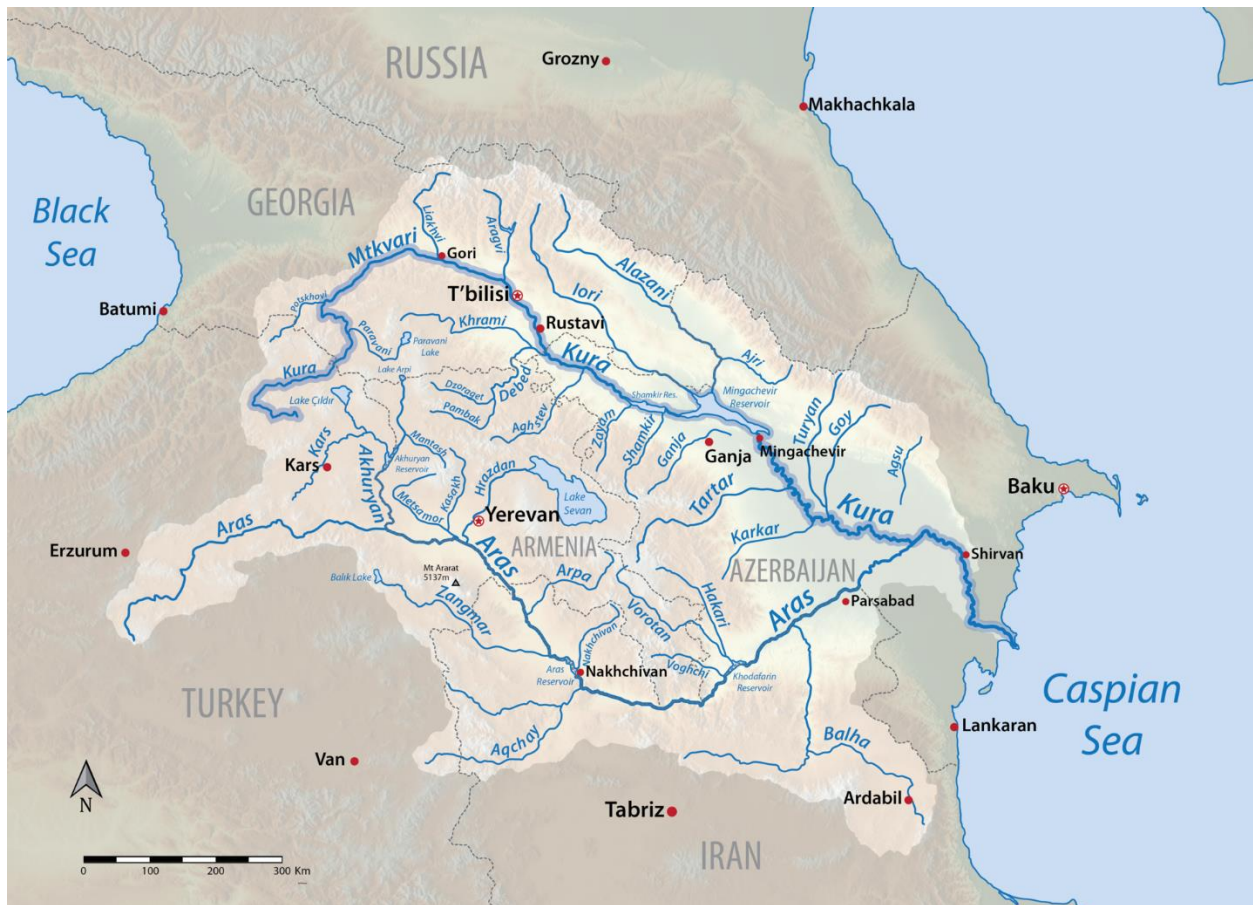 RUSSIA
Grozny
Makhachkala
GEORGIA
Black
Sea
Liakhvi
Aragvi
Mtkvari
Gori
Alazani
Iori
T'bilisi
Batumi
Potskhovi
Rustavi
Khrami
Paravani
Paravani
Lake
Kura
Kura
Ajri
Lake Arpi
Debed
Dzoraget
Pambak
Shamkir Res.
Mingachevir
Reservoir
Lake Çıldır
Aghstev
Zayam
Shamkir
Ganja
Turyan
Goy
Agsu
Kars
Kars
Akhuryan
Akhuryan
Reservoir
Mantash
Kasakh
Metsamor
Hrazdan
Lake
Sevan
Ganja
Mingachevir
Tartar
Baku
Yerevan
Kura
Aras
Karkar
Erzurum
ARMENIA
AZERBAIJAN
Shirvan
Aras
Mt Ararat
5137m
Balık Lake
Arpa
Hakari
Aras
Parsabad
Zangmar
Vorotan
Nakhchivan
Voghchi
Aras
Reservoir
Nakhchivan
Khodafarin
Reservoir
TURKEY
Caspian
Sea
Lankaran
Aqchay
Balha
Van
N
Ardabil
Tabriz
IRAN
0 100 200 300 Km